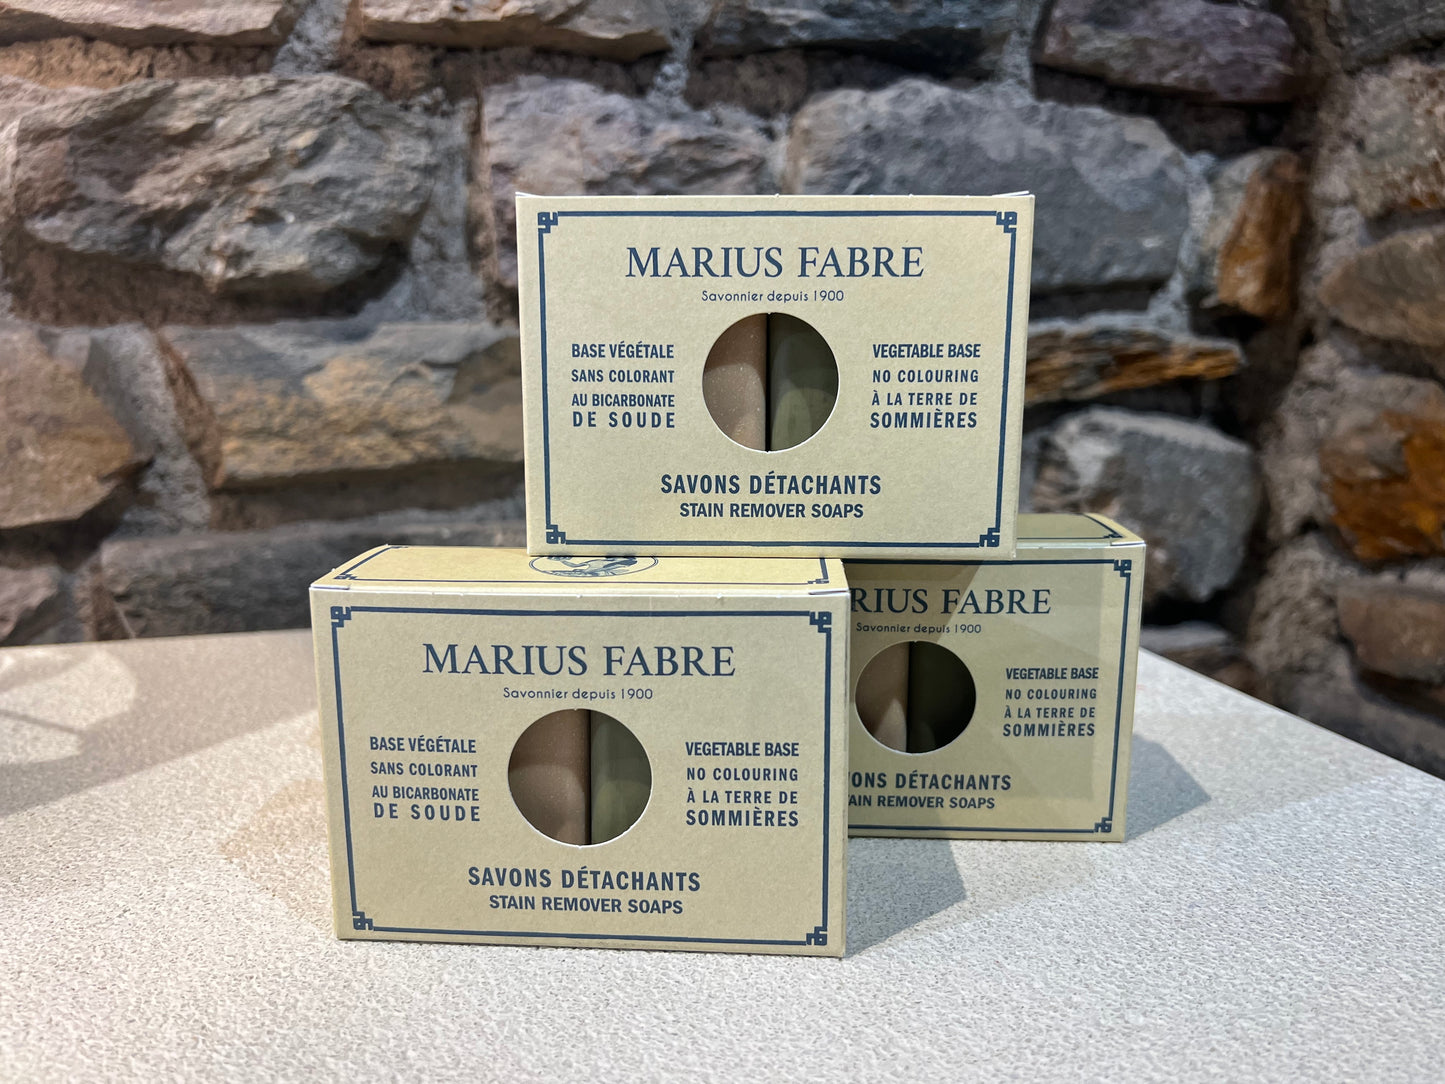 MARIUS FABRE
Savonnier depuis 1900
BASE VÉGÉTALE
SANS COLORANT
AU BICARBONATE
DE SOUDE
VEGETABLE BASE
NO COLOURING
À LA TERRE DE
SOMMIÈRES
SAVONS DÉTACHANTS
STAIN REMOVER SOAPS
MARIUS FABRE
Savonnier depuis 1900
BASE VÉGÉTALE
SANS COLORANT
AU BICARBONATE
DE SOUDE
VEGETABLE BASE
NO COLOURING
À LA TERRE DE
SOMMIÈRES
SAVONS DÉTACHANTS
STAIN REMOVER SOAPS
RIUS FABRE
Savonnier depuis 1900
VEGETABLE BASE
NO COLOURING
À LA TERRE DE
SOMMIÈRES
ONS DÉTACHANTS
AIN REMOVER SOAPS